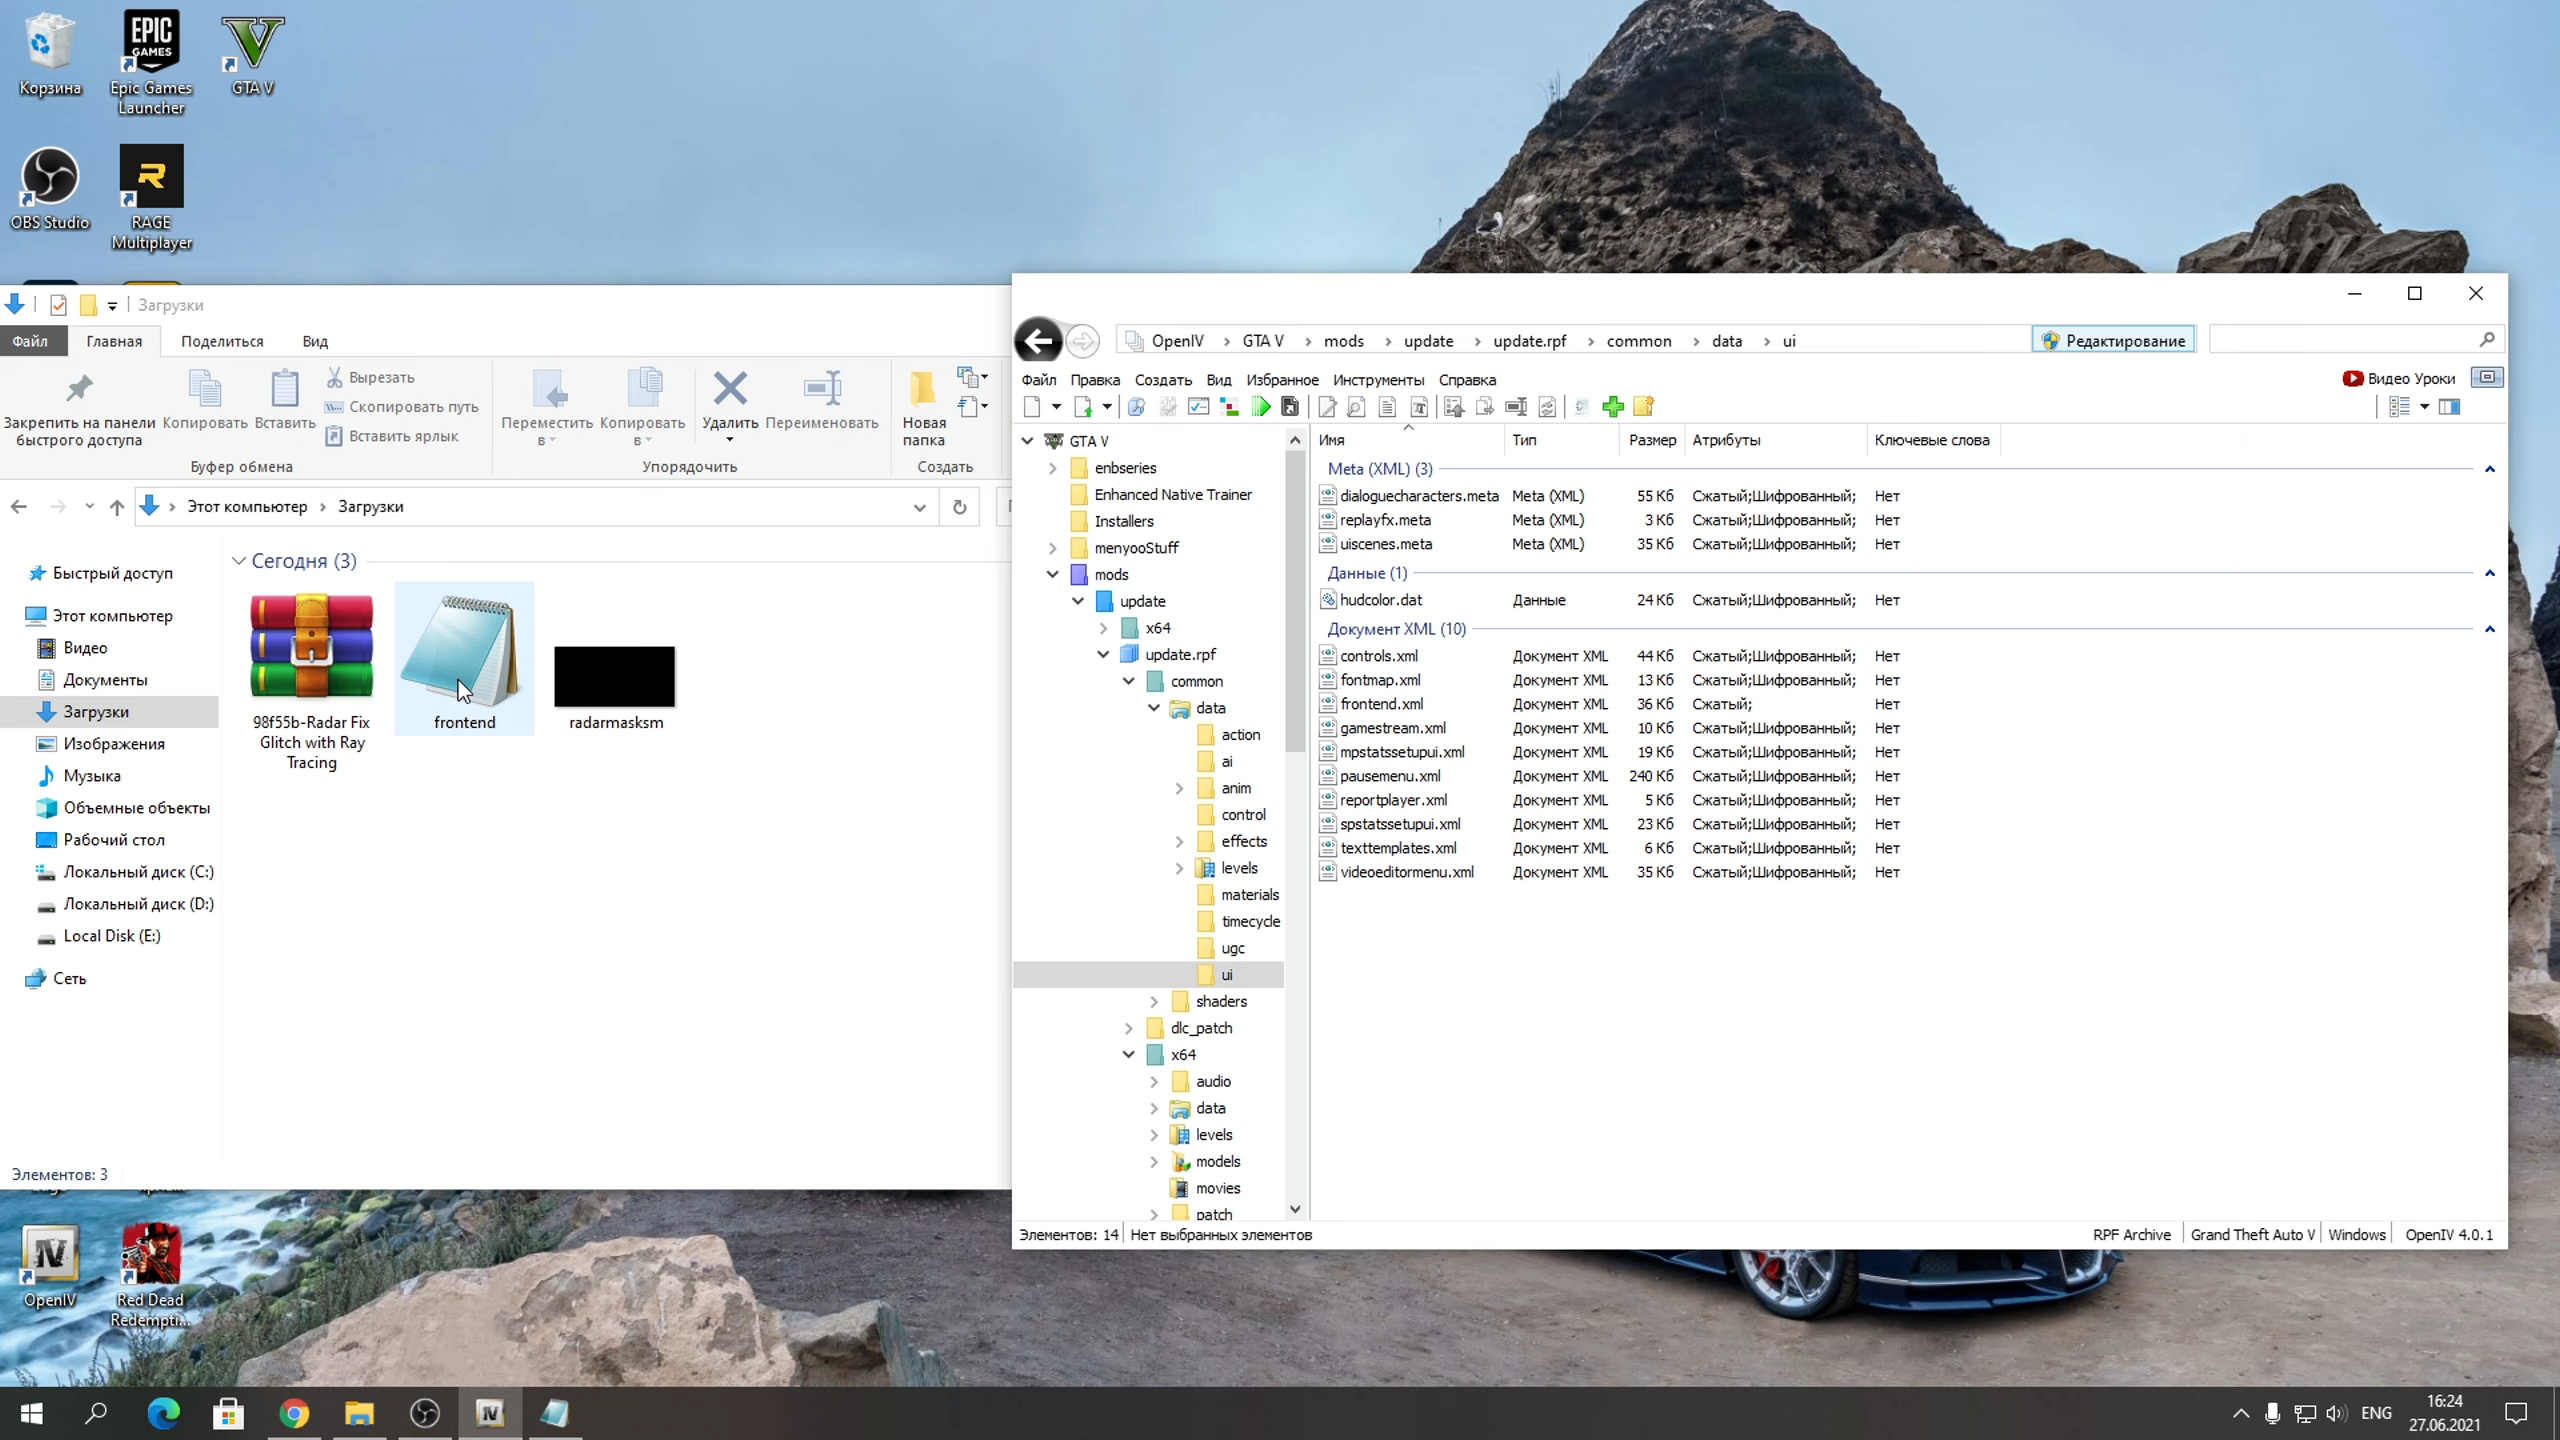 Корзина
Epic Games Launcher
GTA V
OBS Studio
RAGE Multiplayer
Загрузки
Файл
Главная
Поделиться
Вид
Закрепить на панели быстрого доступа
Копировать
Вставить
Вырезать
Скопировать путь
Вставить ярлык
Переместить в
Копировать в
Удалить
Переименовать
Новая папка
Буфер обмена
Упорядочить
Создать
Этот компьютер
Загрузки
Быстрый доступ
Этот компьютер
Видео
Документы
Загрузки
Изображения
Музыка
Объемные объекты
Рабочий стол
Локальный диск (C:)
Локальный диск (D:)
Local Disk (E:)
Сеть
Сегодня (3)
98f55b-Radar Fix Glitch with Ray Tracing
frontend
radarmasksm
Элементов: 3
OpenIV
GTA V
mods
update
update.rpf
common
data
ui
Редактирование
Файл
Правка
Создать
Вид
Избранное
Инструменты
Справка
Видео Уроки
GTA V
enbseries
Enhanced Native Trainer
Installers
menyooStuff
mods
update
x64
update.rpf
common
data
action
ai
anim
control
effects
levels
materials
timecycle
ugc
ui
shaders
dlc_patch
x64
audio
data
levels
models
movies
patch
Имя Тип Размер Атрибуты Ключевые слова
Meta (XML) (3)
dialoguecharacters.meta Meta (XML) 55 Кб Сжатый;Шифрованный; Нет
replayfx.meta Meta (XML) 3 Кб Сжатый;Шифрованный; Нет
uiscenes.meta Meta (XML) 35 Кб Сжатый;Шифрованный; Нет
Данные (1)
hudcolor.dat Данные 24 Кб Сжатый;Шифрованный; Нет
Документ XML (10)
controls.xml Документ XML 44 Кб Сжатый;Шифрованный; Нет
fontmap.xml Документ XML 13 Кб Сжатый;Шифрованный; Нет
frontend.xml Документ XML 36 Кб Сжатый; Нет
gamestream.xml Документ XML 10 Кб Сжатый;Шифрованный; Нет
mpstatssetupui.xml Документ XML 19 Кб Сжатый;Шифрованный; Нет
pausemenu.xml Документ XML 240 Кб Сжатый;Шифрованный; Нет
reportplayer.xml Документ XML 5 Кб Сжатый;Шифрованный; Нет
spstatssetupui.xml Документ XML 23 Кб Сжатый;Шифрованный; Нет
texttemplates.xml Документ XML 6 Кб Сжатый;Шифрованный; Нет
videoeditormenu.xml Документ XML 35 Кб Сжатый;Шифрованный; Нет
Элементов: 14 Нет выбранных элементов
RPF Archive
Grand Theft Auto V
Windows
OpenIV 4.0.1
OpenIV
Red Dead Redempti...
ENG
16:24
27.06.2021